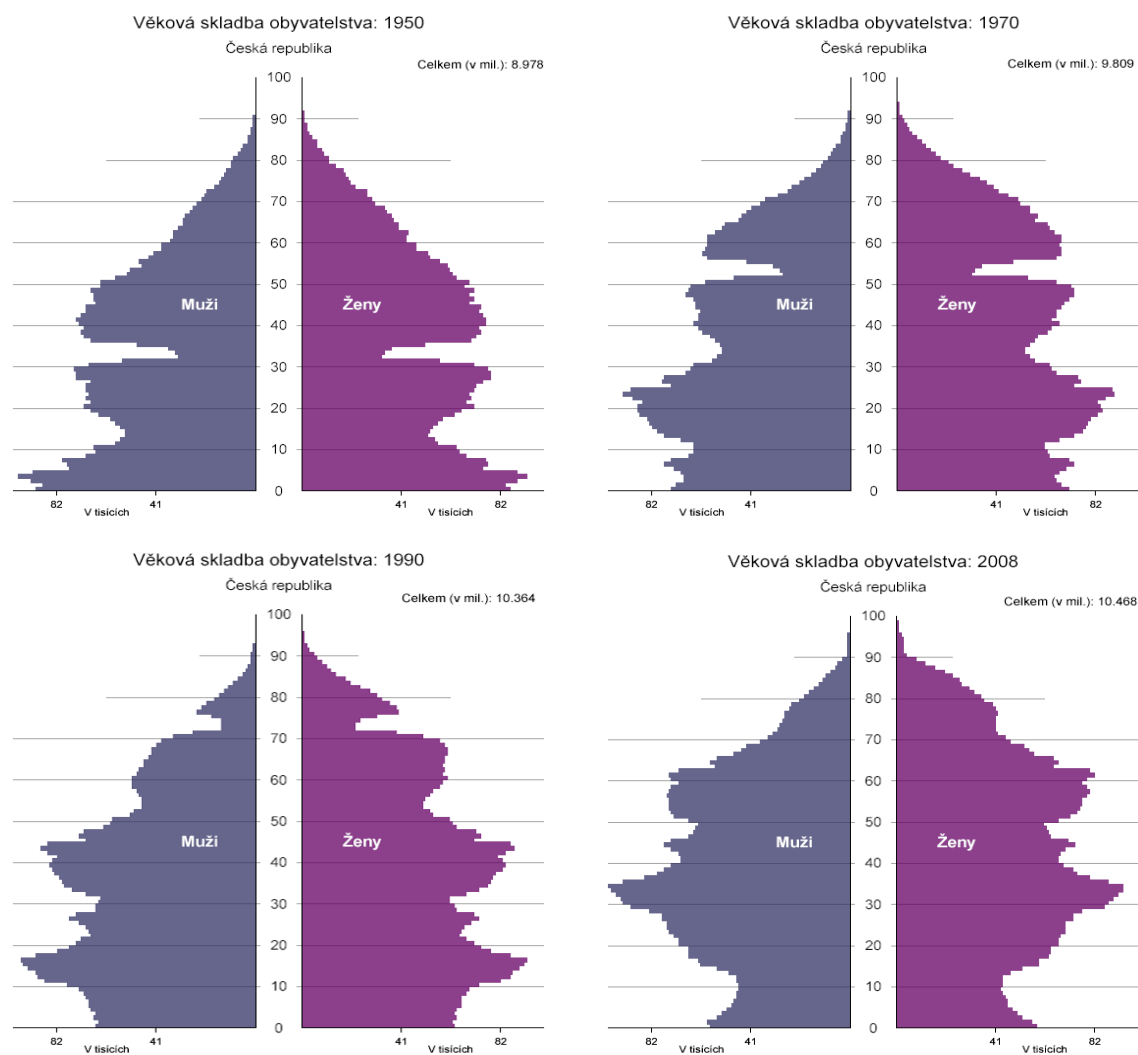 Věková skladba obyvatelstva: 1950
Česká republika
Celkem (v mil.): 8.978
100
90
80
70
60
50
Muži
Ženy
40
30
20
10
0
82
41
41
82
V tisících
V tisících
Věková skladba obyvatelstva: 1970
Česká republika
Celkem (v mil.): 9.809
100
90
80
70
60
50
Muži
Ženy
40
30
20
10
0
82
41
41
82
V tisících
V tisících
Věková skladba obyvatelstva: 1990
Česká republika
Celkem (v mil.): 10.364
100
90
80
70
60
50
Muži
Ženy
40
30
20
10
0
82
41
41
82
V tisících
V tisících
Věková skladba obyvatelstva: 2008
Česká republika
Celkem (v mil.): 10.468
100
90
80
70
60
50
Muži
Ženy
40
30
20
10
0
82
41
41
82
V tisících
V tisících